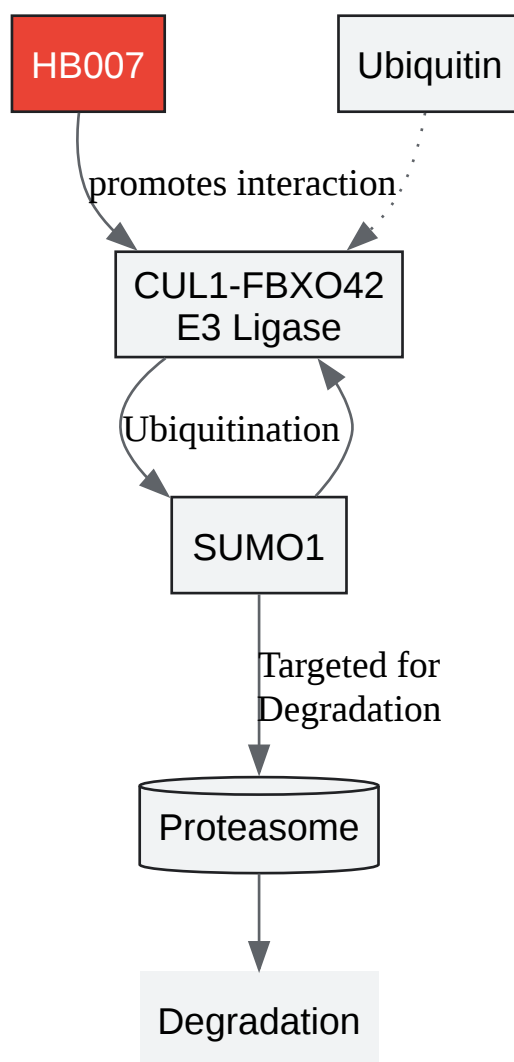 HB007
Ubiquitin
promotes interaction
CUL1-FBXO42
E3 Ligase
Ubiquitination
SUMO1
Targeted for
Degradation
Proteasome
Degradation